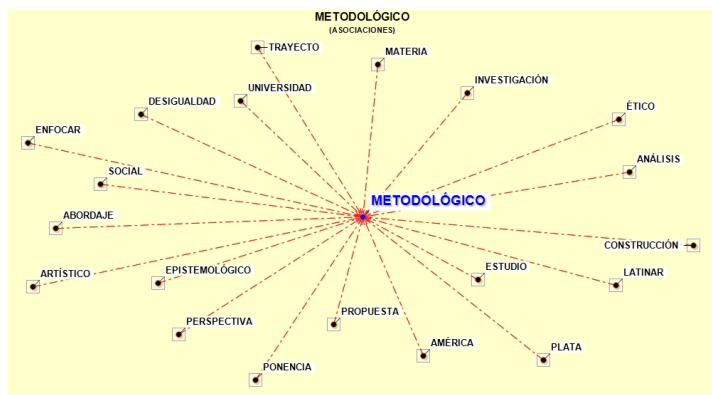 METODOLÓGICO
(ASOCIACIONES)
TRAYECTO
MATERIA
INVESTIGACIÓN
UNIVERSIDAD
DESIGUALDAD
ÉTICO
ENFOCAR
ANÁLISIS
SOCIAL
METODOLÓGICO
ABORDAJE
CONSTRUCCIÓN
ARTÍSTICO
EPISTEMOLÓGICO
ESTUDIO
LATINAR
PROPUESTA
PERSPECTIVA
AMÉRICA
PLATA
PONENCIA